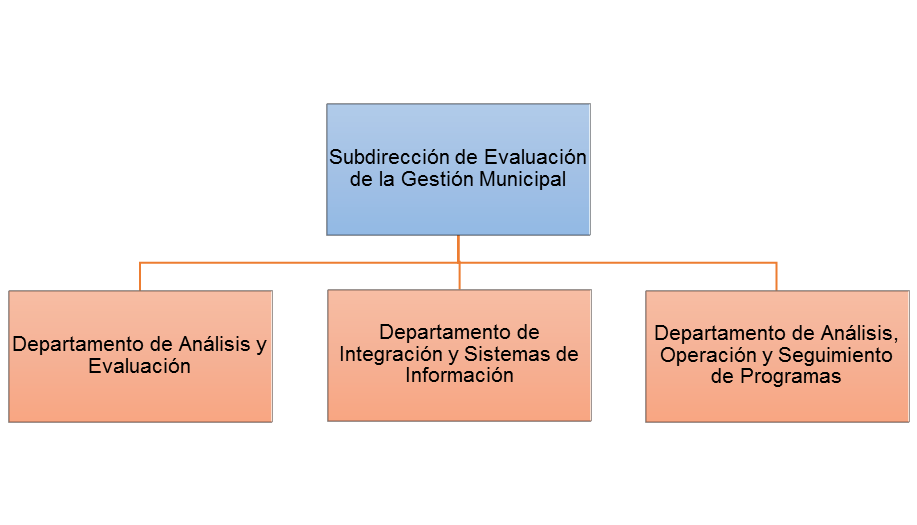 Subdirección de Evaluación
de la Gestión Municipal
Departamento de Análisis y
Evaluación
Departamento de
Integración y Sistemas de
Información
Departamento de Análisis,
Operación y Seguimiento
de Programas